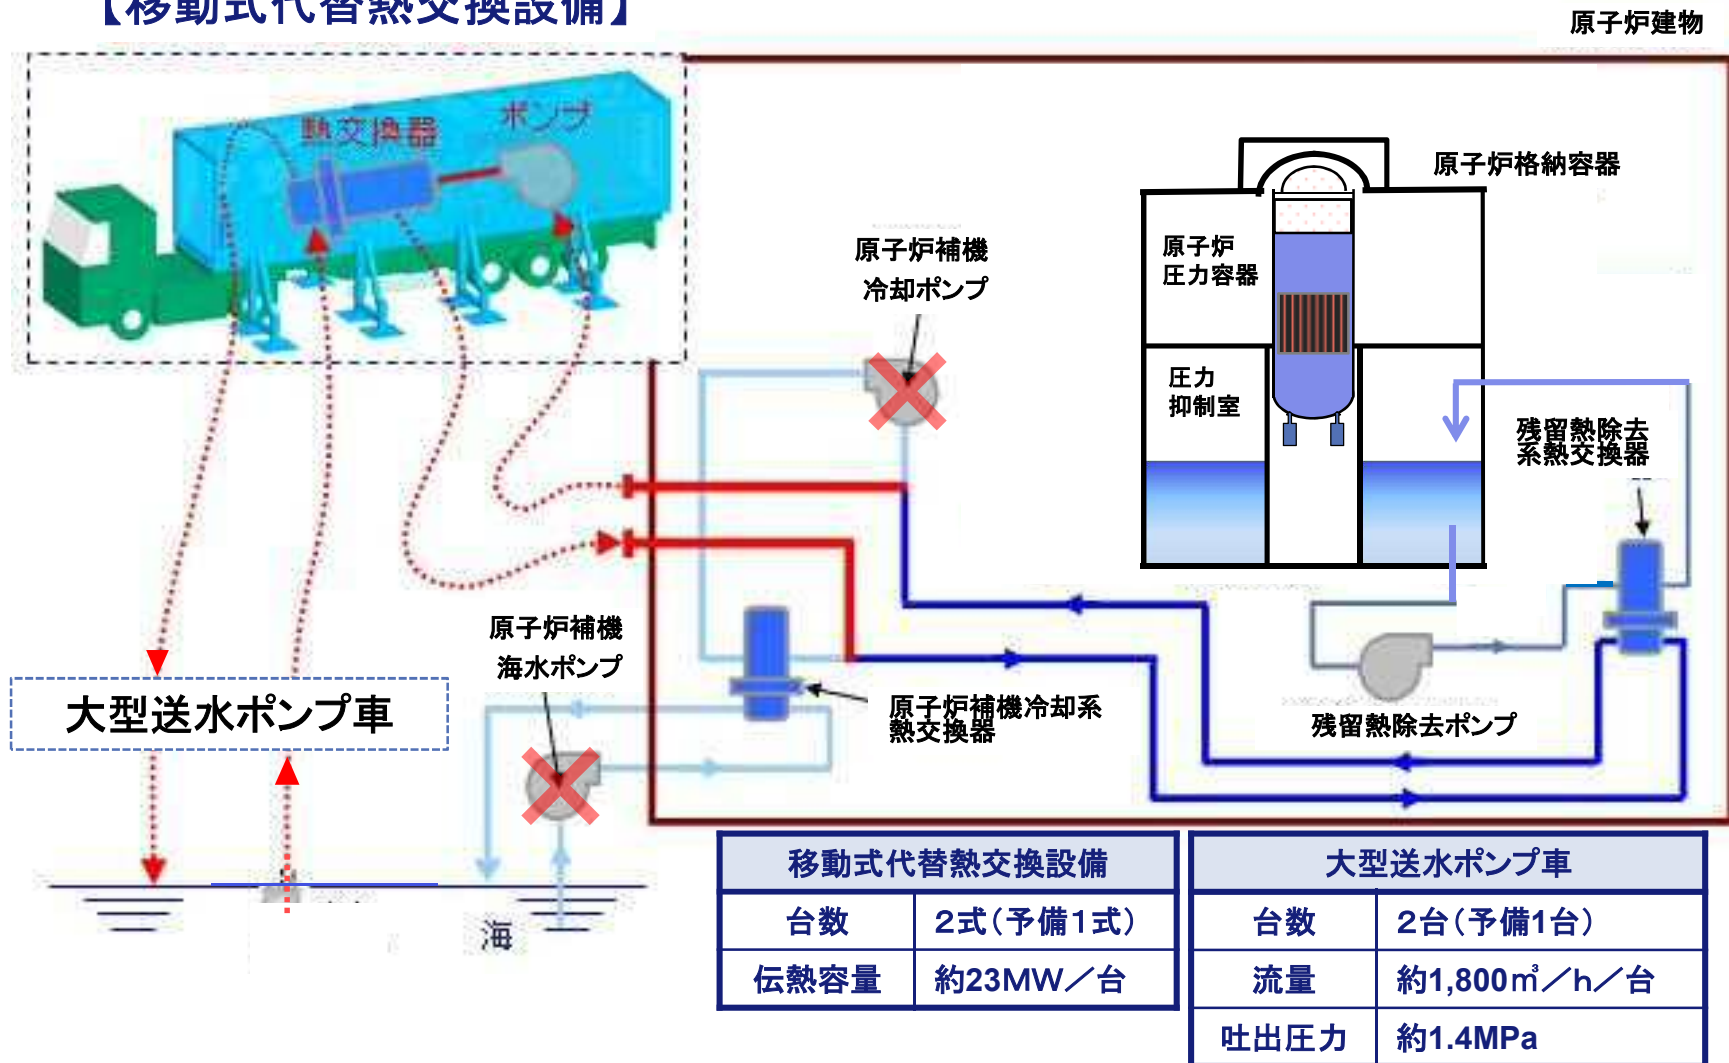 【移動式代替熱交換設備】
原子炉建物
熱交換器
ポンプ
原子炉格納容器
原子炉補機
冷却ポンプ
原子炉
圧力容器
圧力
抑制室
残留熱除去
系熱交換器
原子炉補機
海水ポンプ
大型送水ポンプ車
原子炉補機冷却系
熱交換器
残留熱除去ポンプ
海
移動式代替熱交換設備
台数 2式(予備1式)
伝熱容量 約23MW/台
大型送水ポンプ車
台数 2台(予備1台)
流量 約1,800㎥/h/台
吐出圧力 約1.4MPa